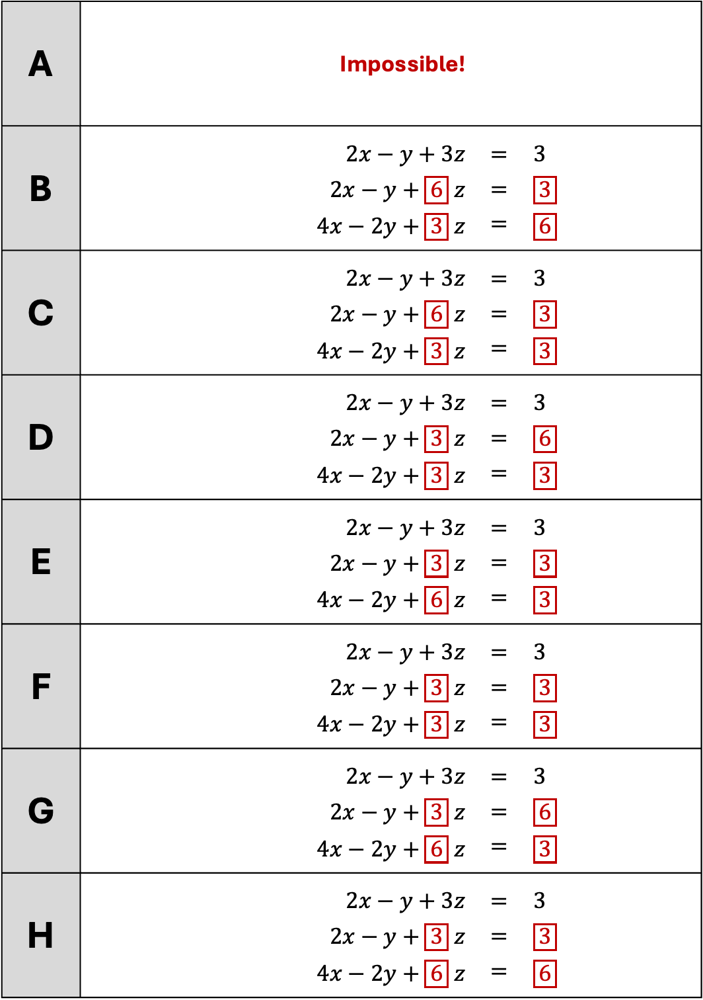 A
Impossible!
B
2x − y + 3z = 3
2x − y + 6 z = 3
4x − 2y + 3 z = 6
C
2x − y + 3z = 3
2x − y + 6 z = 3
4x − 2y + 3 z = 3
D
2x − y + 3z = 3
2x − y + 3 z = 6
4x − 2y + 3 z = 3
E
2x − y + 3z = 3
2x − y + 3 z = 3
4x − 2y + 6 z = 3
F
2x − y + 3z = 3
2x − y + 3 z = 3
4x − 2y + 3 z = 3
G
2x − y + 3z = 3
2x − y + 3 z = 6
4x − 2y + 6 z = 3
H
2x − y + 3z = 3
2x − y + 3 z = 3
4x − 2y + 6 z = 6